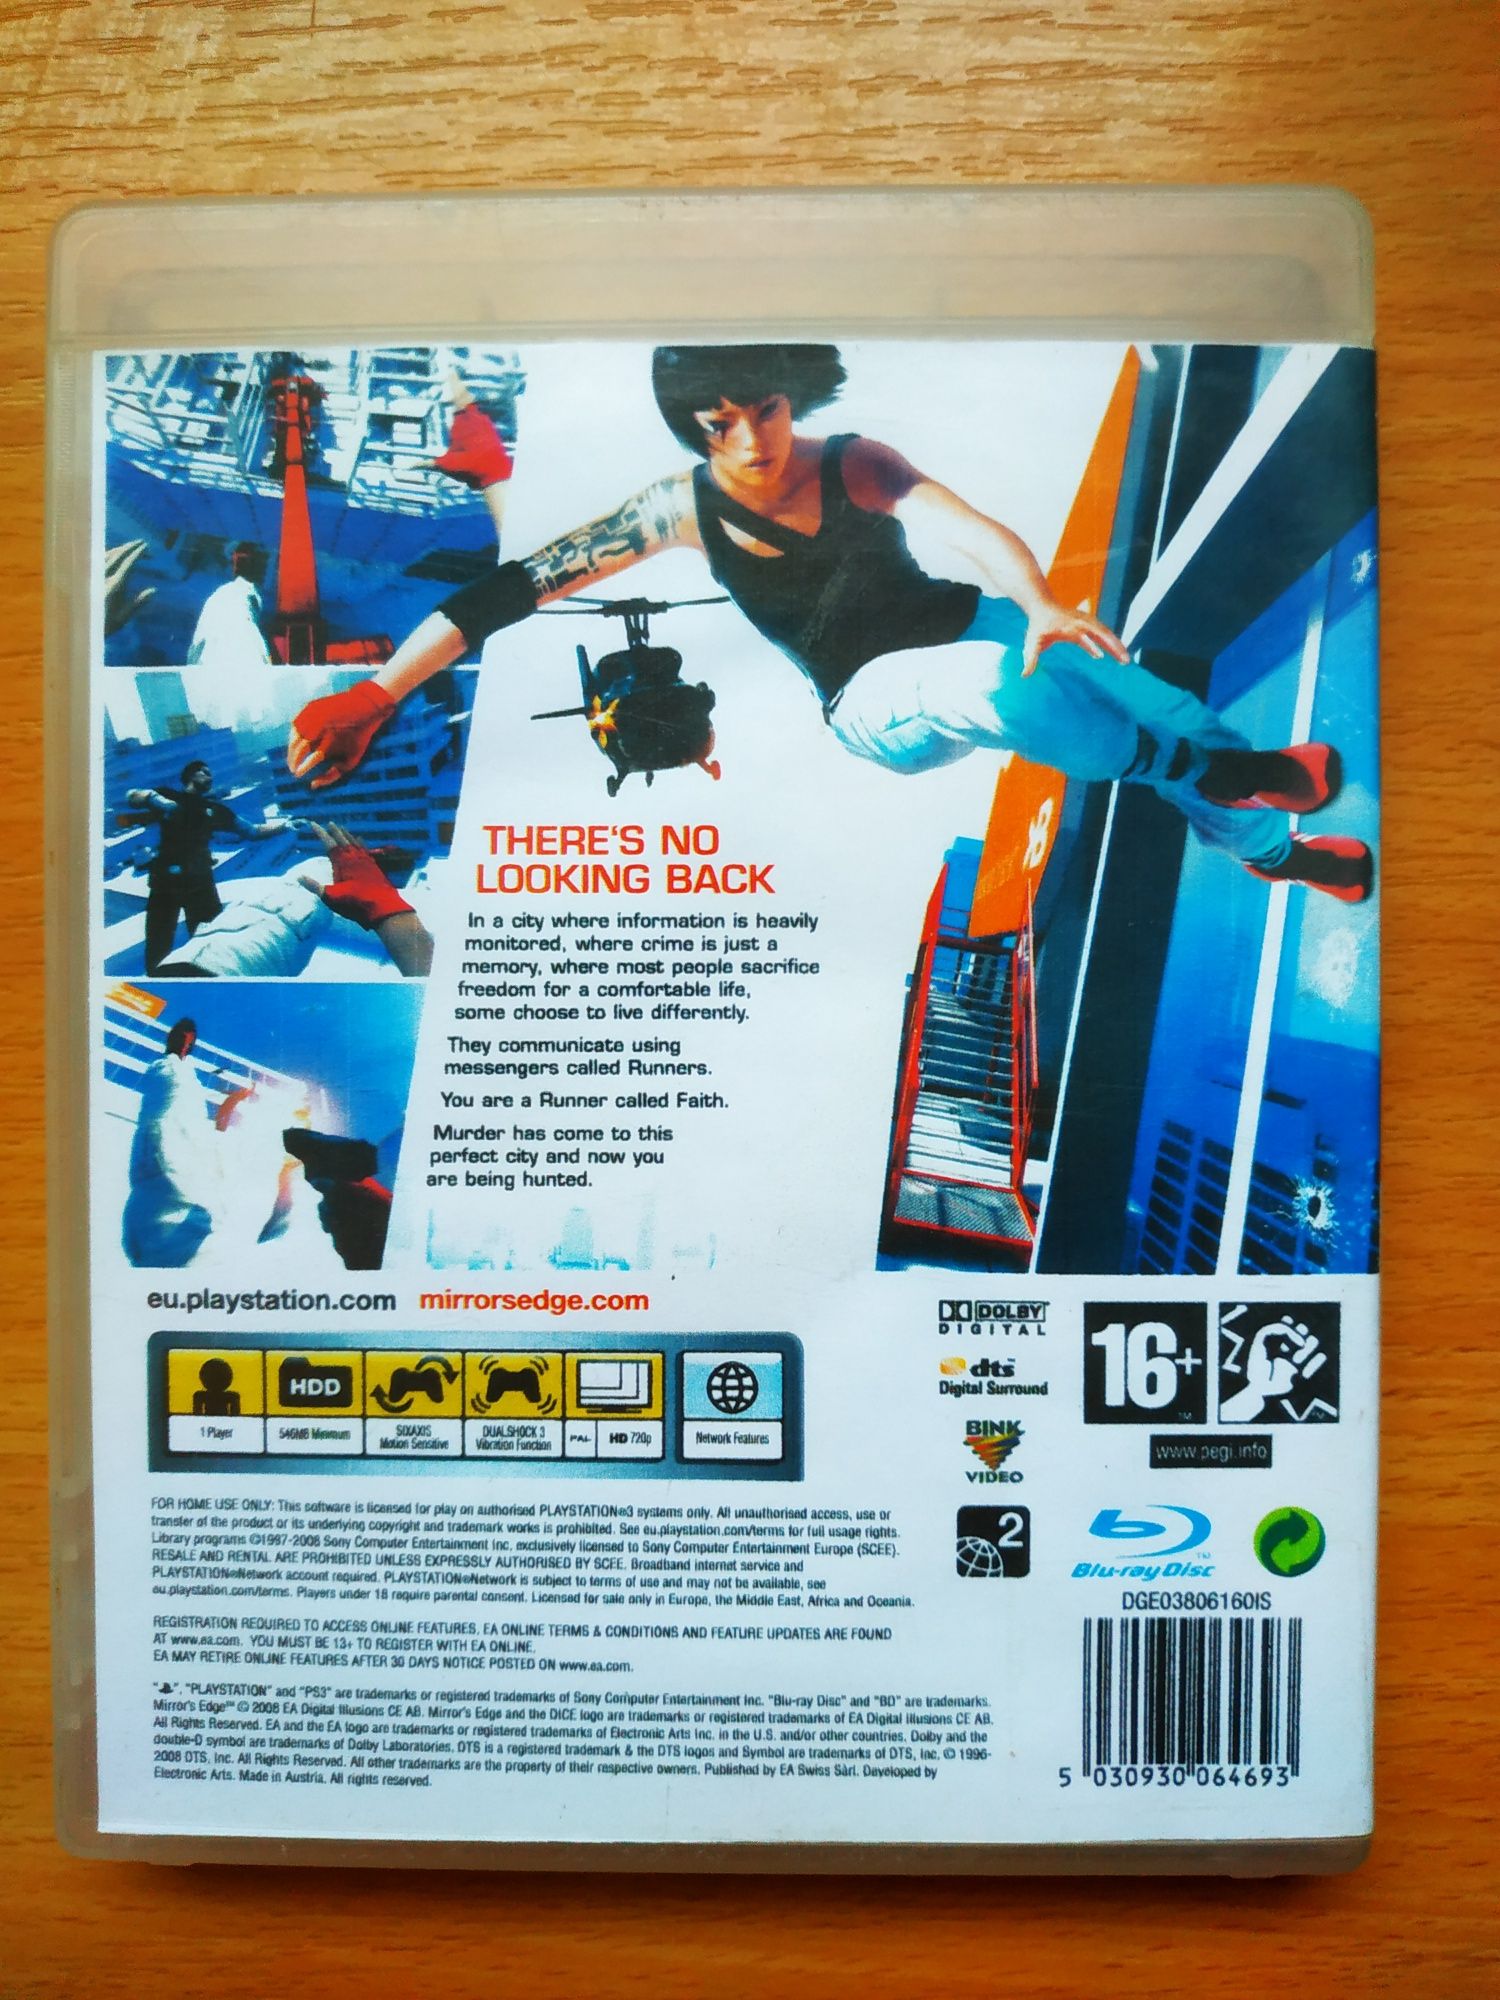 THERE'S NO
LOOKING BACK
In a city where information is heavily
monitored, where crime is just a
memory, where most people sacrifice
freedom for a comfortable life,
some choose to live differently.
They communicate using
messengers called Runners.
You are a Runner called Faith.
Murder has come to this
perfect city and now you
are being hunted.
eu.playstation.com mirrorsedge.com
HDD
1 Player
540MB Minimum
SIXAXIS
Motion Sensitive
DUALSHOCK 3
Vibration Function
PAL
HD 720p
Network Features
DOLBY
DIGITAL
dts
Digital Surround
BINK
VIDEO
16+
www.pegi.info
2
Blu-ray Disc
DGE03806160IS
5 030930 064693
FOR HOME USE ONLY: This software is licensed for play on authorised PLAYSTATION®3 systems only. All unauthorised access, use or
transfer of the product or its underlying copyright and trademark works is prohibited. See eu.playstation.com/terms for full usage rights.
Library programs ©1997-2008 Sony Computer Entertainment Inc, exclusively licensed to Sony Computer Entertainment Europe (SCEE).
RESALE AND RENTAL ARE PROHIBITED UNLESS EXPRESSLY AUTHORISED BY SCEE. Broadband internet service and
PLAYSTATION®Network account required. PLAYSTATION®Network is subject to terms of use and may not be available, see
eu.playstation.com/terms. Players under 18 require parental consent. Licensed for sale only in Europe, the Middle East, Africa and Oceania.
REGISTRATION REQUIRED TO ACCESS ONLINE FEATURES. EA ONLINE TERMS & CONDITIONS AND FEATURE UPDATES ARE FOUND
AT www.ea.com. YOU MUST BE 13+ TO REGISTER WITH EA ONLINE.
EA MAY RETIRE ONLINE FEATURES AFTER 30 DAYS NOTICE POSTED ON www.ea.com.
"PLAYSTATION" and "PS3" are trademarks or registered trademarks of Sony Computer Entertainment Inc. "Blu-ray Disc" and "BD" are trademarks.
Mirror's Edge™ © 2008 EA Digital Illusions CE AB. Mirror's Edge and the DICE logo are trademarks or registered trademarks of EA Digital Illusions CE AB.
All Rights Reserved. EA and the EA logo are trademarks or registered trademarks of Electronic Arts Inc. in the U.S. and/or other countries. Dolby and the
double-D symbol are trademarks of Dolby Laboratories. DTS is a registered trademark & the DTS logos and Symbol are trademarks of DTS, Inc. © 1996-
2008 DTS, Inc. All Rights Reserved. All other trademarks are the property of their respective owners. Published by EA Swiss Sàrl. Developed by
Electronic Arts. Made in Austria. All rights reserved.